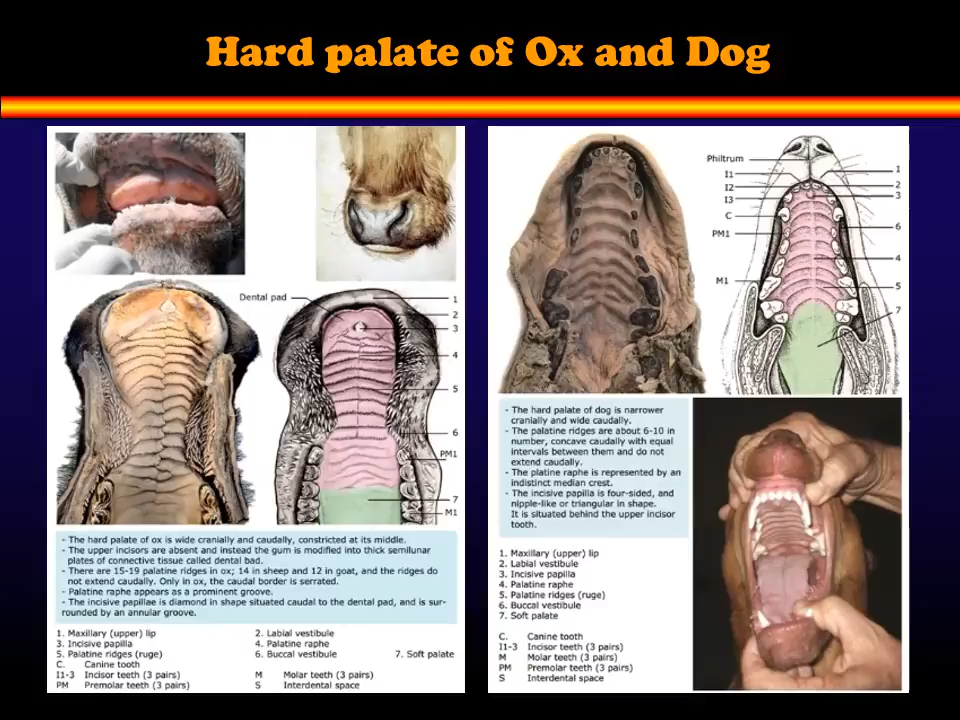 Hard palate of Ox and Dog
Dental pad
1
2
3
4
5
6
PM1
7
M1
- The hard palate of ox is wide cranially and caudally, constricted at its middle.
- The upper incisors are absent and instead the gum is modified into thick semilunar
plates of connective tissue called dental bad.
- There are 15-19 palatine ridges in ox; 14 in sheep and 12 in goat, and the ridges do
not extend caudally. Only in ox, the caudal border is serrated.
- Palatine raphe appears as a prominent groove.
- The incisive papillae is diamond in shape situated caudal to the dental pad, and is sur-
rounded by an annular groove.
1. Maxillary (upper) lip
2. Labial vestibule
3. Incisive papilla
4. Palatine raphe
5. Palatine ridges (ruge)
6. Buccal vestibule
7. Soft palate
C. Canine tooth
I1-3 Incisor teeth (3 pairs)
M Molar teeth (3 pairs)
PM Premolar teeth (3 pairs)
S Interdental space
Philtrum
I1
I2
I3
C
PM1
M1
1
2
3
6
4
5
7
- The hard palate of dog is narrower
cranially and wide caudally.
- The palatine ridges are about 6-10 in
number, concave caudally with equal
intervals between them and do not
extend caudally.
- The platine raphe is represented by an
indistinct median crest.
- The incisive papilla is four-sided, and
nipple-like or triangular in shape.
It is situated behind the upper incisor
tooth.
1. Maxillary (upper) lip
2. Labial vestibule
3. Incisive papilla
4. Palatine raphe
5. Palatine ridges (ruge)
6. Buccal vestibule
7. Soft palate
C. Canine tooth
I1-3 Incisor teeth (3 pairs)
M Molar teeth (3 pairs)
PM Premolar teeth (3 pairs)
S Interdental space